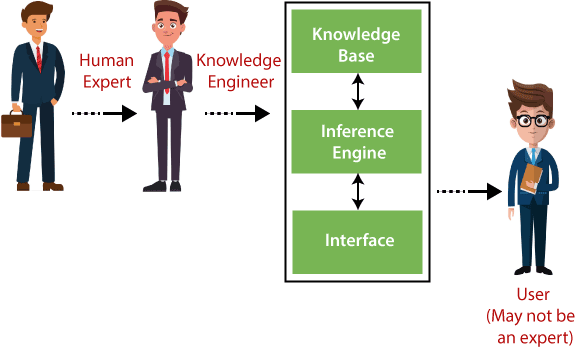 Human
Expert
Knowledge
Engineer
Knowledge
Base
Inference
Engine
Interface
User
(May not be
an expert)